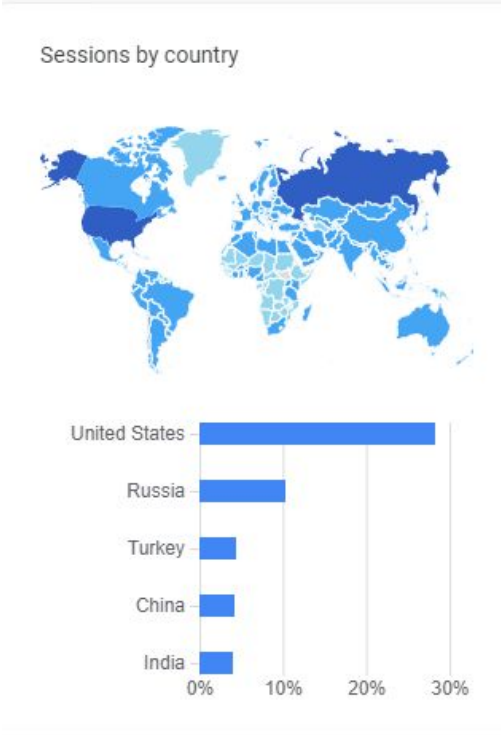 Sessions by country
United States
Russia
Turkey
China
India
0% 10% 20% 30%